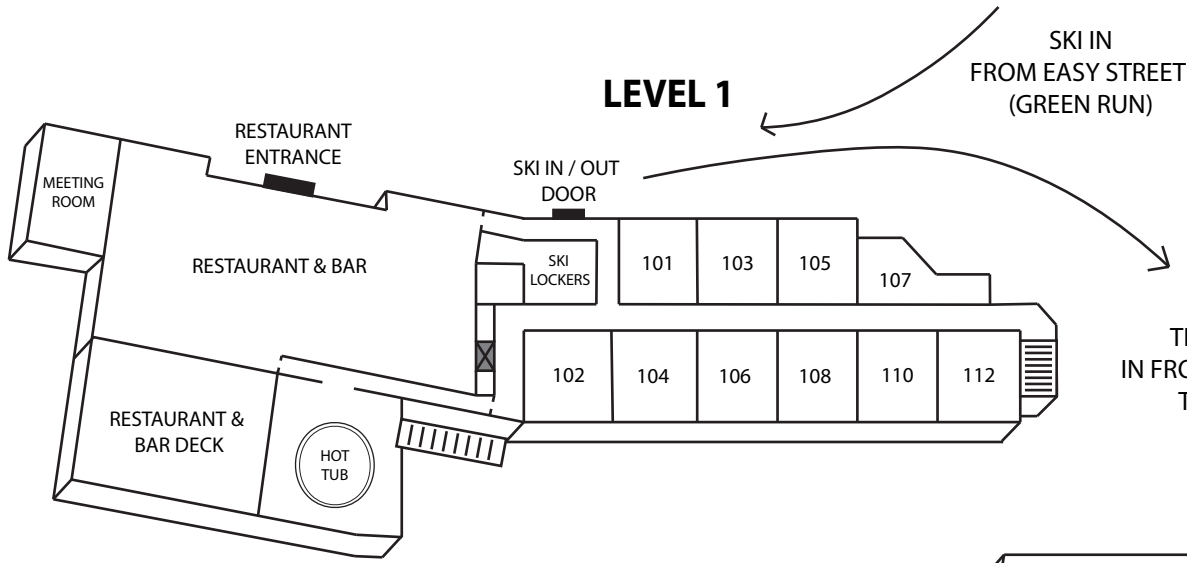 LEVEL 1
SKI IN
FROM EASY STREET
(GREEN RUN)
RESTAURANT
ENTRANCE
SKI IN / OUT
DOOR
MEETING
ROOM
RESTAURANT & BAR
SKI
LOCKERS
101
103
105
107
102
104
106
108
110
112
RESTAURANT &
BAR DECK
HOT
TUB
IN